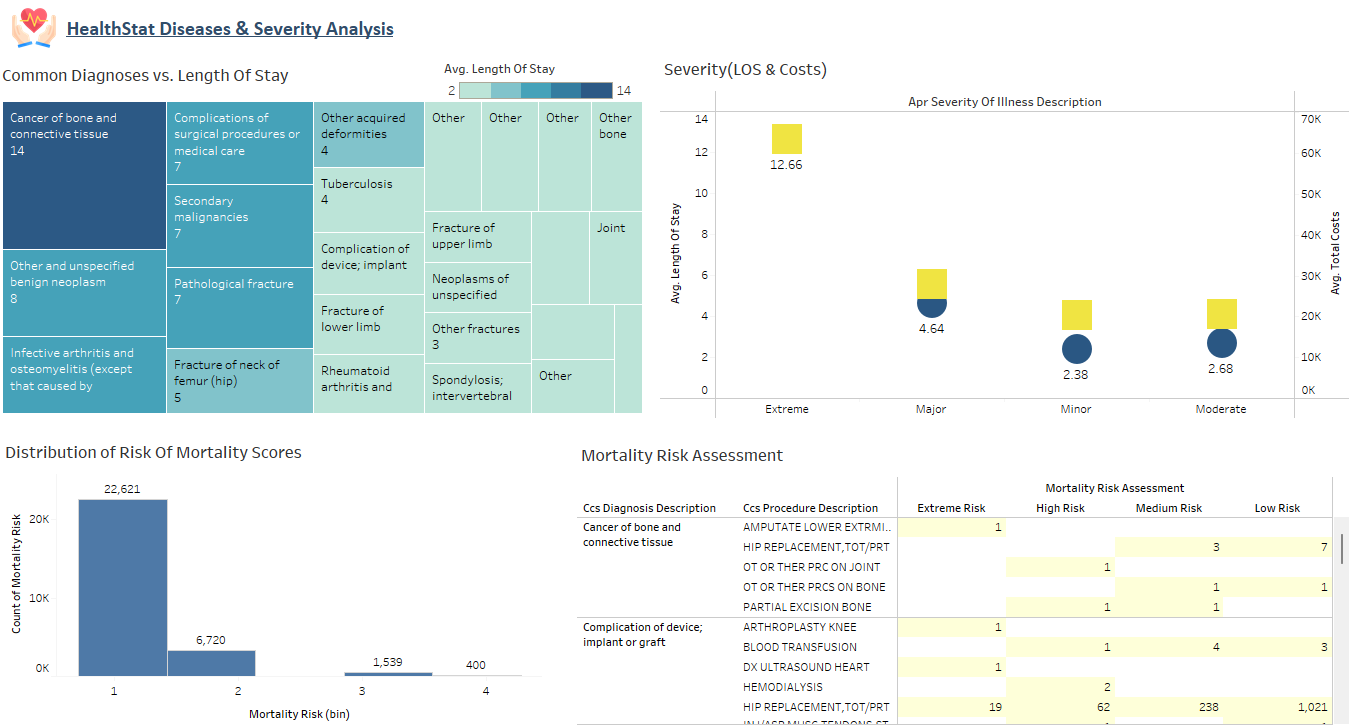 HealthStat Diseases & Severity Analysis
Common Diagnoses vs. Length Of Stay
Avg. Length Of Stay
2
14
Cancer of bone and
connective tissue
14
Other and unspecified
benign neoplasm
8
Infective arthritis and
osteomyelitis (except
that caused by
Complications of
surgical procedures or
medical care
7
Secondary
malignancies
7
Pathological fracture
7
Fracture of neck of
femur (hip)
5
Other acquired
deformities
4
Tuberculosis
4
Complication of
device; implant
Fracture of
lower limb
Rheumatoid
arthritis and
Other
Other
Other
Other
bone
Fracture of
upper limb
Neoplasms of
unspecified
Other fractures
3
Spondylosis;
intervertebral
Joint
Other
Severity(LOS & Costs)
Apr Severity Of Illness Description
Avg. Length Of Stay
14
12
10
8
6
4
2
0
12.66
4.64
2.38
2.68
Extreme
Major
Minor
Moderate
70K
60K
50K
40K
30K
20K
10K
0K
Avg. Total Costs
Distribution of Risk Of Mortality Scores
Count of Mortality Risk
20K
10K
0K
22,621
6,720
1,539
400
1
2
3
4
Mortality Risk (bin)
Mortality Risk Assessment
Mortality Risk Assessment
Ccs Diagnosis Description Ccs Procedure Description Extreme Risk High Risk Medium Risk Low Risk
Cancer of bone and AMPUTATE LOWER EXTRMI.. 1
connective tissue
HIP REPLACEMENT,TOT/PRT 3 7
OT OR THER PRC ON JOINT 1
OT OR THER PRCS ON BONE 1 1
PARTIAL EXCISION BONE 1 1
Complication of device; ARTHROPLASTY KNEE 1
implant or graft
BLOOD TRANSFUSION 1 4 3
DX ULTRASOUND HEART 1
HEMODIALYSIS 2
HIP REPLACEMENT,TOT/PRT 19 62 238 1,021